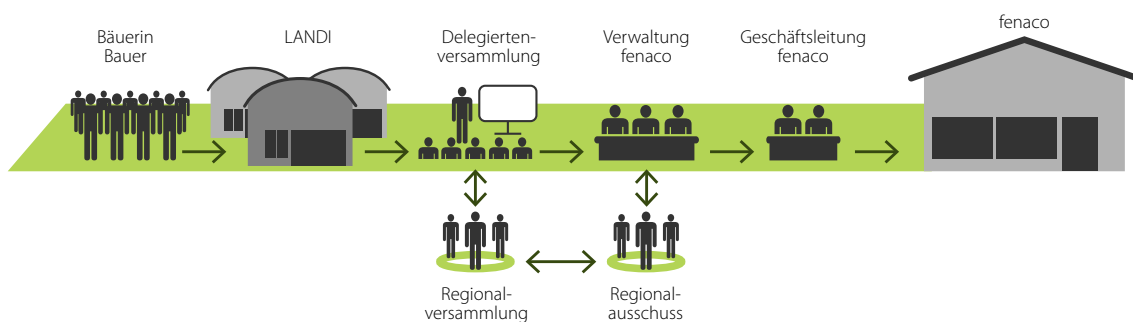 Bäuerin
Bauer
LANDI
Delegierten-
versammlung
Verwaltung
fenaco
Geschäftsleitung
fenaco
fenaco
Regional-
versammlung
Regional-
ausschuss